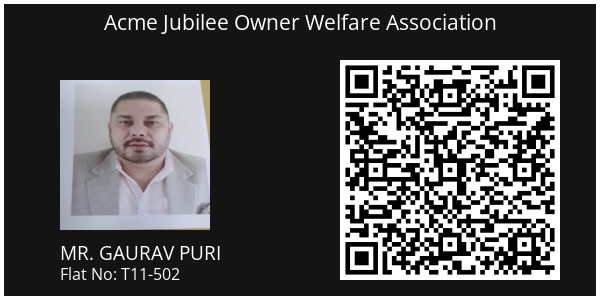 Acme Jubilee Owner Welfare Association
MR. GAURAV PURI
Flat No: T11-502